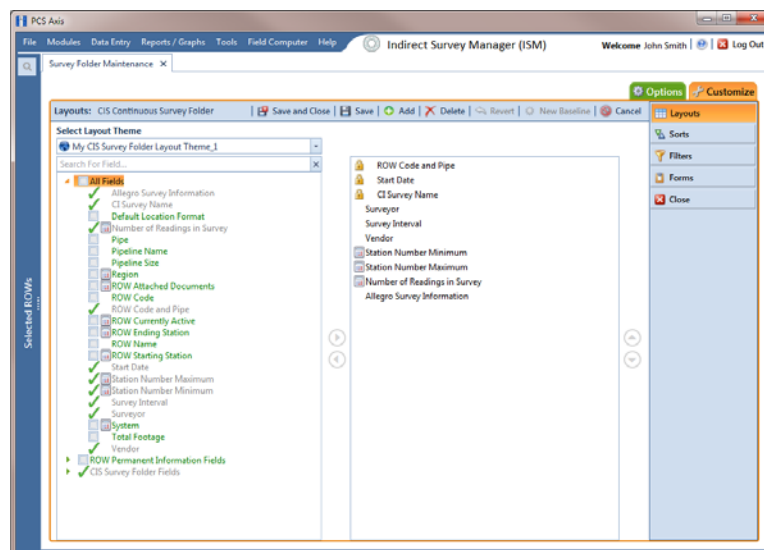 PCS Axis
File Modules Data Entry Reports / Graphs Tools Field Computer Help Indirect Survey Manager (ISM) Welcome John Smith Log Out
Survey Folder Maintenance X
Options Customize
Layouts: CIS Continuous Survey Folder Save and Close Save Add Delete Revert New Baseline Cancel
Layouts
Sorts
Filters
Forms
Close
Select Layout Theme
My CIS Survey Folder Layout Theme_1
Search For Field...
All Fields
Allegro Survey Information
CI Survey Name
Default Location Format
Number of Readings in Survey
Pipe
Pipeline Name
Pipeline Size
Region
ROW Attached Documents
ROW Code
ROW Code and Pipe
ROW Currently Active
ROW Ending Station
ROW Name
ROW Starting Station
Start Date
Station Number Maximum
Station Number Minimum
Survey Interval
Surveyor
System
Total Footage
Vendor
ROW Permanent Information Fields
CIS Survey Folder Fields
ROW Code and Pipe
Start Date
CI Survey Name
Surveyor
Survey Interval
Vendor
Station Number Minimum
Station Number Maximum
Number of Readings in Survey
Allegro Survey Information
Selected ROWs